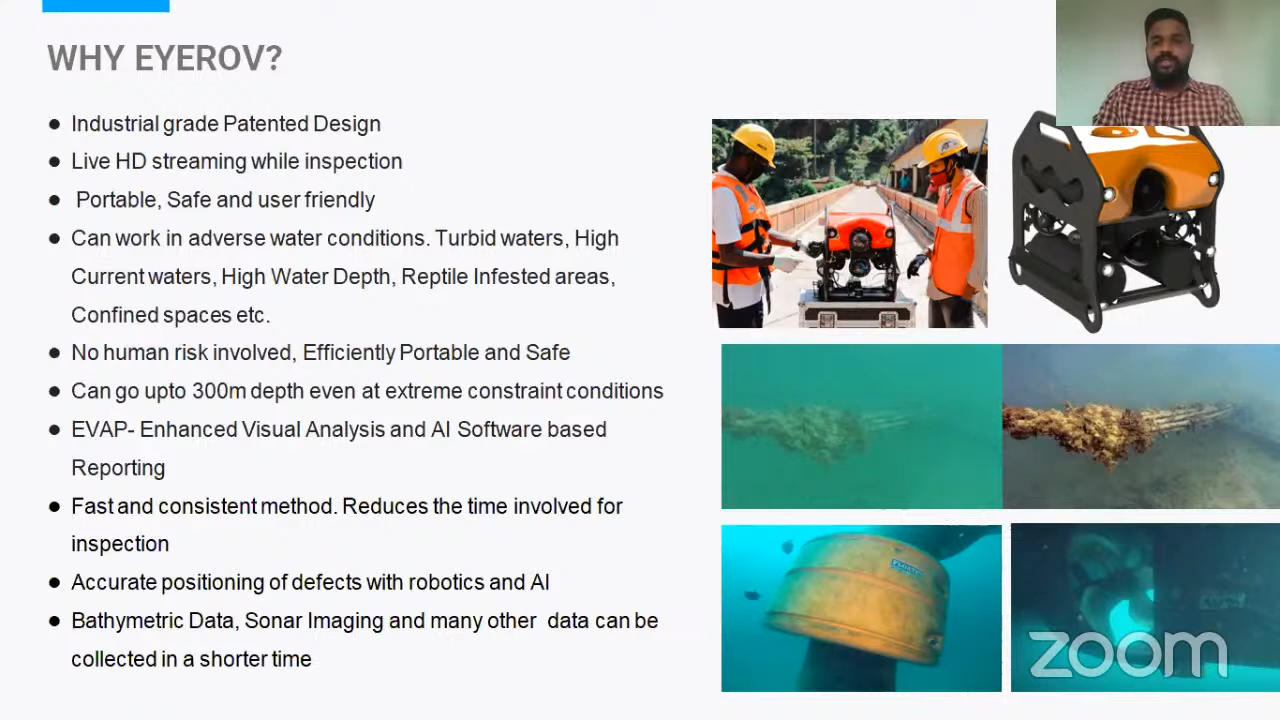 WHY EYEROV?
● Industrial grade Patented Design
● Live HD streaming while inspection
● Portable, Safe and user friendly
● Can work in adverse water conditions. Turbid waters, High
Current waters, High Water Depth, Reptile Infested areas,
Confined spaces etc.
● No human risk involved, Efficiently Portable and Safe
● Can go upto 300m depth even at extreme constraint conditions
● EVAP- Enhanced Visual Analysis and AI Software based
Reporting
● Fast and consistent method. Reduces the time involved for
inspection
● Accurate positioning of defects with robotics and AI
● Bathymetric Data, Sonar Imaging and many other data can be
collected in a shorter time
zoom